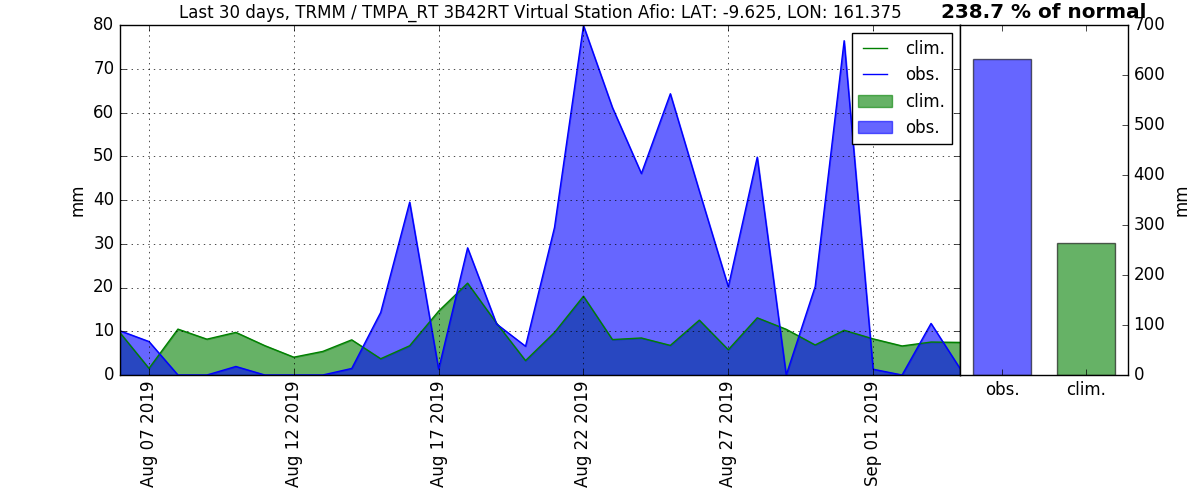 Last 30 days, TRMM / TMPA_RT 3B42RT Virtual Station Afio: LAT: -9.625, LON: 161.375
238.7 % of normal
80
70
60
50
40
30
20
10
0
mm
clim.
obs.
clim.
obs.
700
600
500
400
300
200
100
0
mm
obs.
clim.
Aug 07 2019
Aug 12 2019
Aug 17 2019
Aug 22 2019
Aug 27 2019
Sep 01 2019